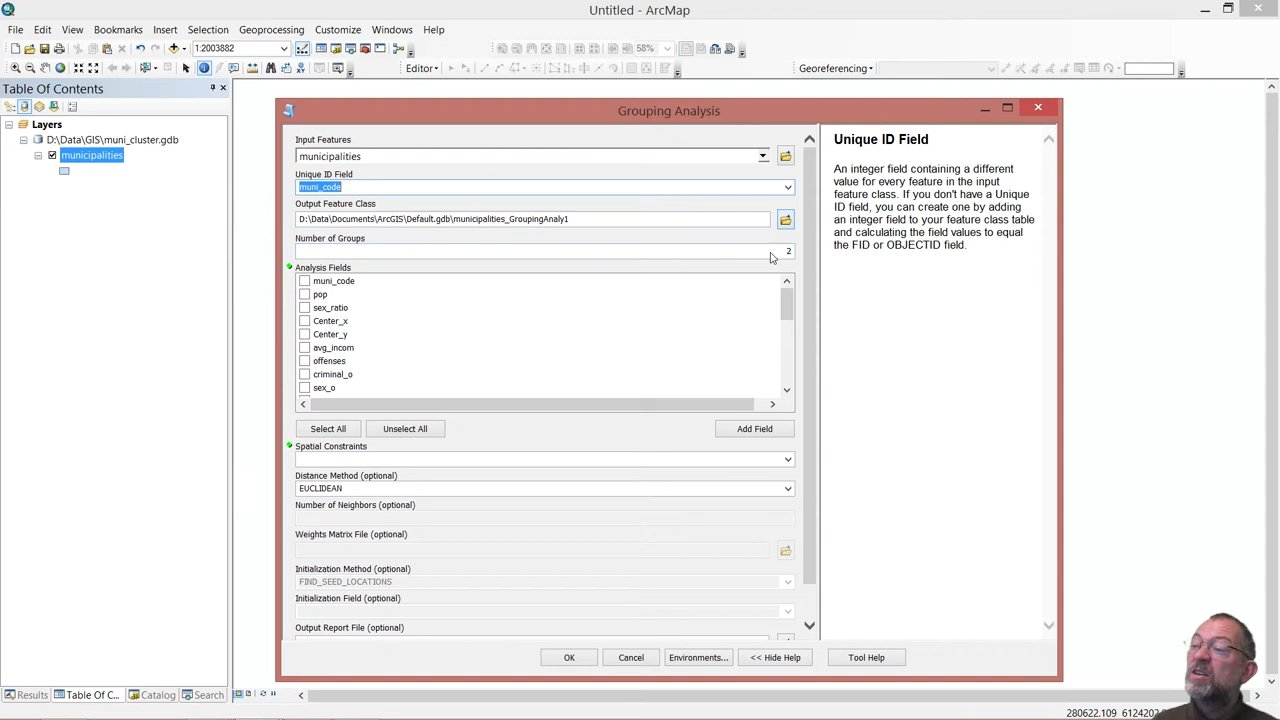 Untitled - ArcMap
File Edit View Bookmarks Insert Selection Geoprocessing Customize Windows Help
1:2003882
58%
Editor
Georeferencing
Table Of Contents
Layers
D:\Data\GIS\muni_cluster.gdb
municipalities
Grouping Analysis
Input Features
municipalities
Unique ID Field
muni_code
Output Feature Class
D:\Data\Documents\ArcGIS\Default.gdb\municipalities_GroupingAnaly1
Number of Groups
2
Analysis Fields
muni_code
pop
sex_ratio
Center_x
Center_y
avg_incom
offenses
criminal_o
sex_o
Select All Unselect All Add Field
Spatial Constraints
Distance Method (optional)
EUCLIDEAN
Number of Neighbors (optional)
Weights Matrix File (optional)
Initialization Method (optional)
FIND_SEED_LOCATIONS
Initialization Field (optional)
Output Report File (optional)
OK Cancel Environments... << Hide Help Tool Help
Unique ID Field
An integer field containing a different
value for every feature in the input
feature class. If you don't have a Unique
ID field, you can create one by adding
an integer field to your feature class table
and calculating the field values to equal
the FID or OBJECTID field.
Results Table Of C... Catalog Search